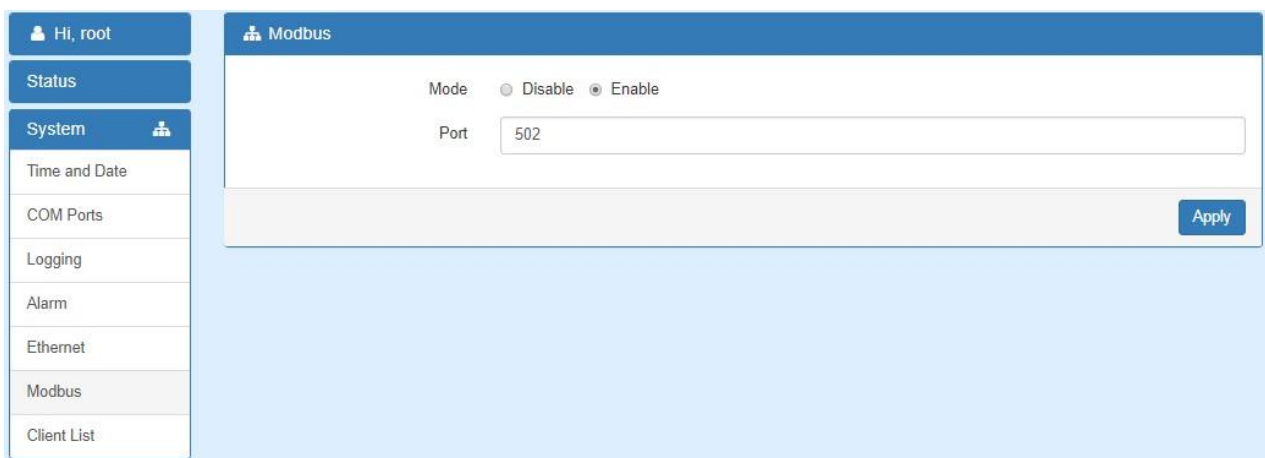 Hi, root
Status
System
Time and Date
COM Ports
Logging
Alarm
Ethernet
Modbus
Client List
Modbus
Mode Disable Enable
Port 502
Apply